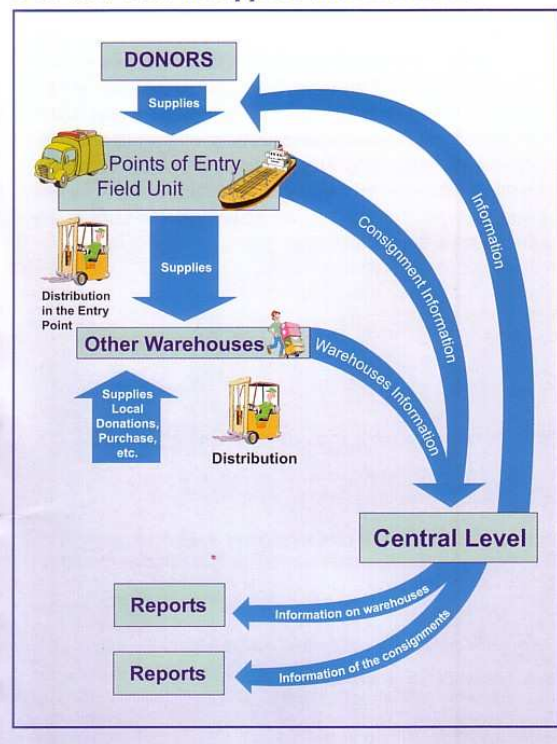 DONORS
Supplies
Points of Entry
Field Unit
Supplies
Distribution
in the Entry
Point
Other Warehouses
Supplies
Local
Donations,
Purchase,
etc.
Distribution
Consignment Information
Warehouses Information
Information
Central Level
Reports
Information on warehouses
Reports
Information of the consignments